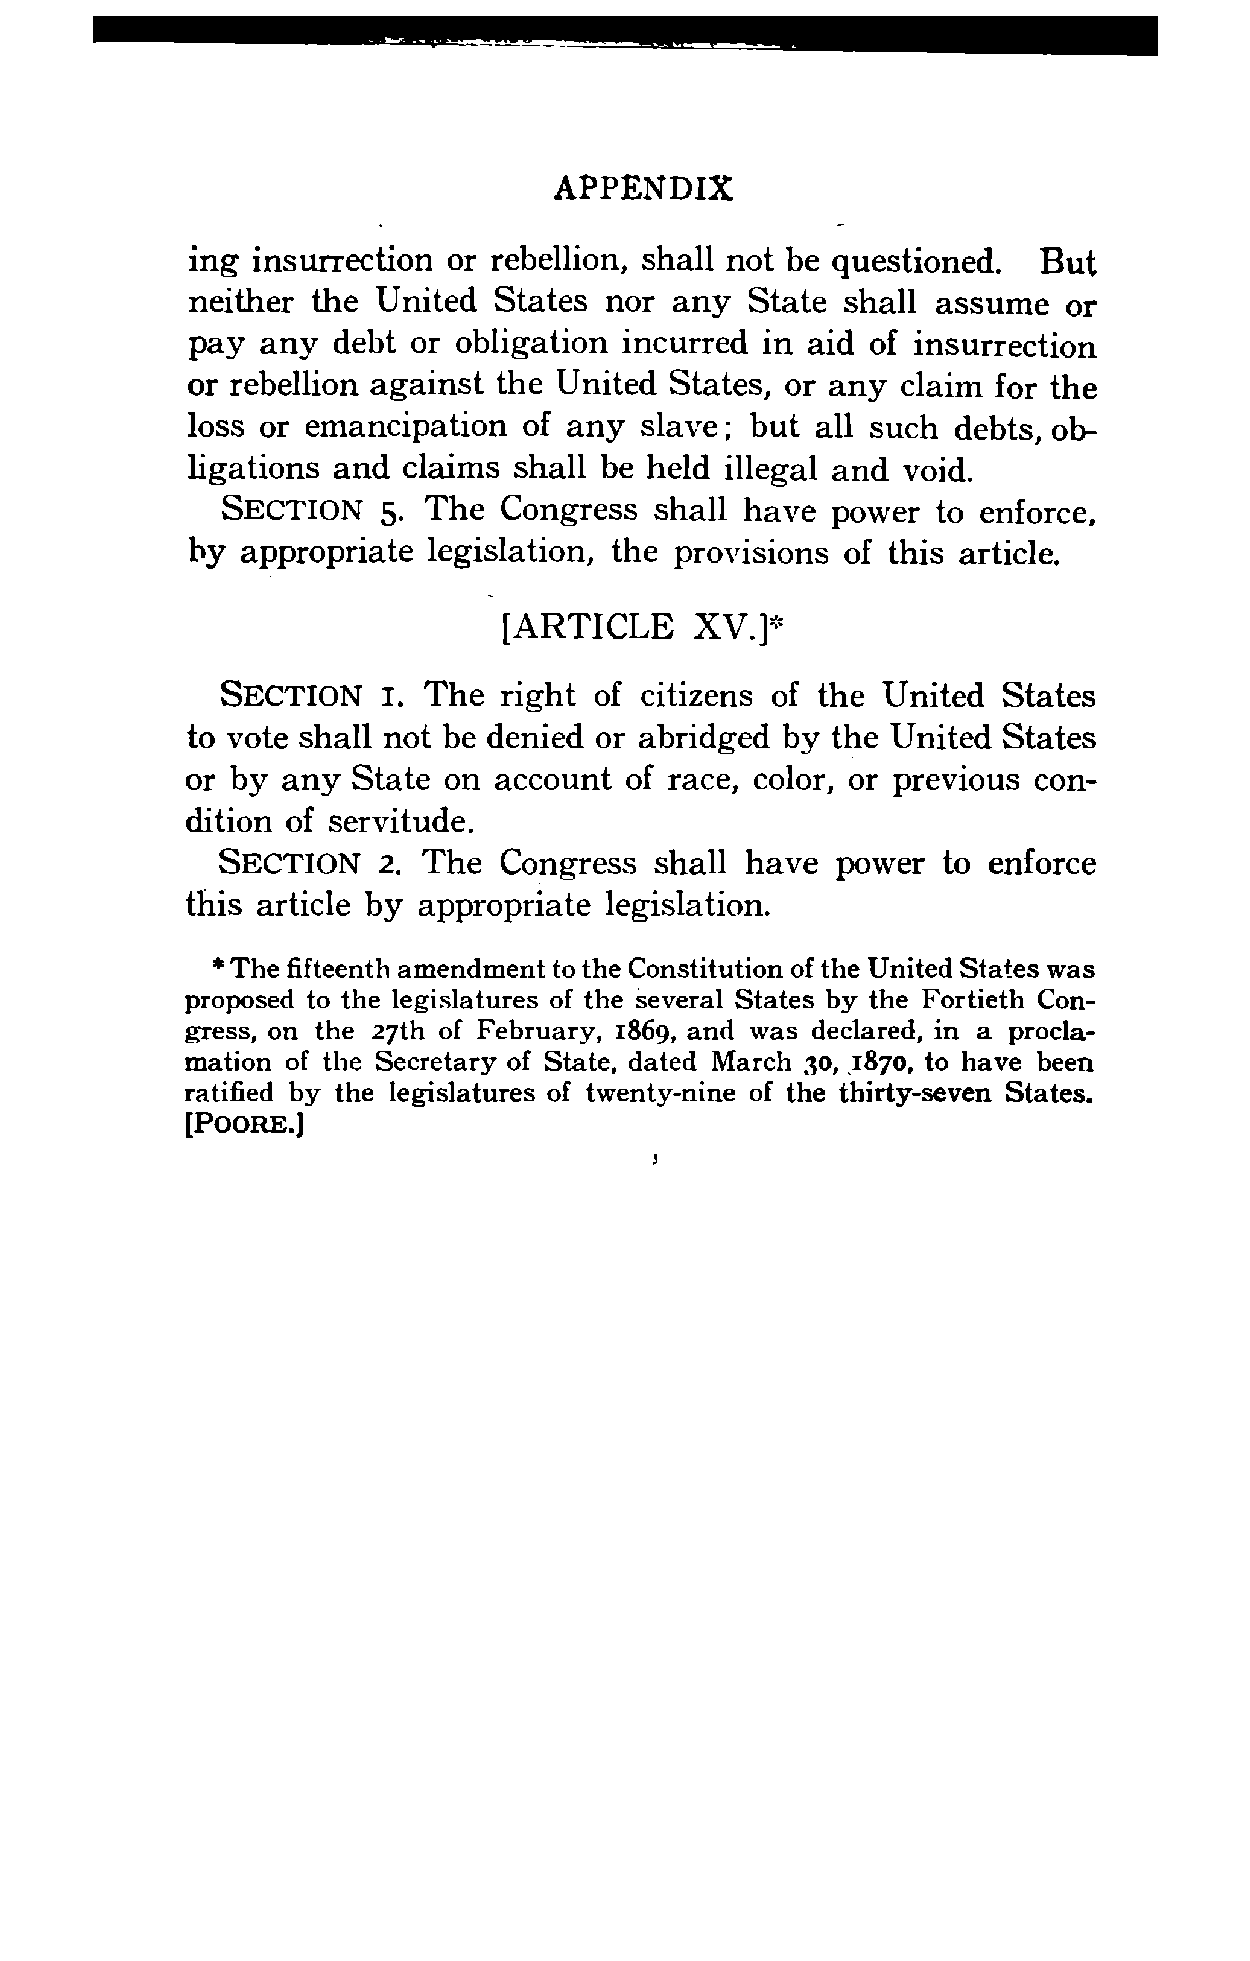 APPENDIX
ing insurrection or rebellion, shall not be questioned. But
neither the United States nor any State shall assume or
pay any debt or obligation incurred in aid of insurrection
or rebellion against the United States, or any claim for the
loss or emancipation of any slave; but all such debts, ob-
ligations and claims shall be held illegal and void.
SECTION 5. The Congress shall have power to enforce,
by appropriate legislation, the provisions of this article.
[ARTICLE XV.]*
SECTION 1. The right of citizens of the United States
to vote shall not be denied or abridged by the United States
or by any State on account of race, color, or previous con-
dition of servitude.
SECTION 2. The Congress shall have power to enforce
this article by appropriate legislation.
* The fifteenth amendment to the Constitution of the United States was
proposed to the legislatures of the several States by the Fortieth Con-
gress, on the 27th of February, 1869, and was declared, in a procla-
mation of the Secretary of State, dated March 30, 1870, to have been
ratified by the legislatures of twenty-nine of the thirty-seven States.
[POORE.]